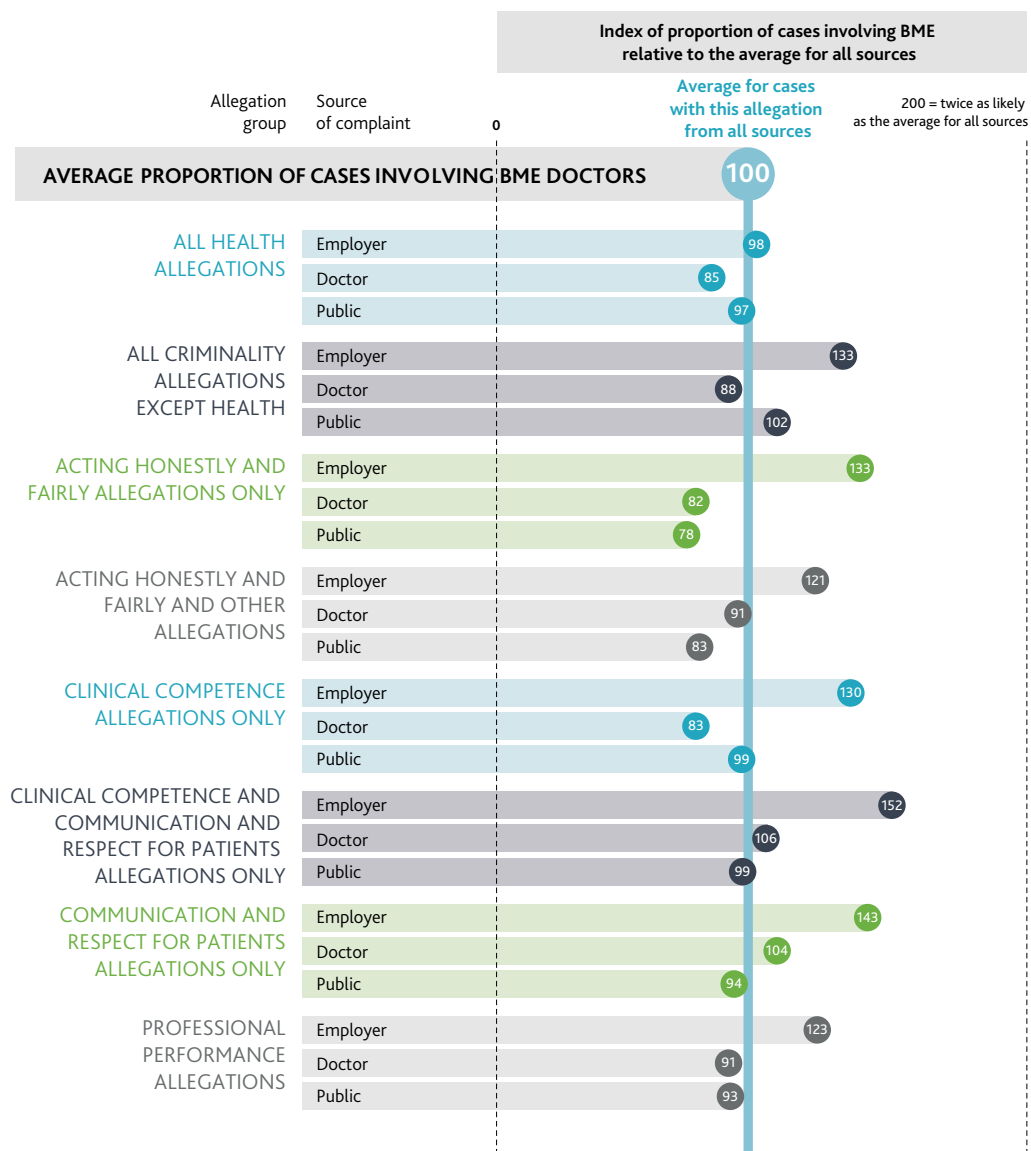 Index of proportion of cases involving BME
relative to the average for all sources
Allegation
group
Source
of complaint
0
Average for cases
with this allegation
from all sources
200 = twice as likely
as the average for all sources
AVERAGE PROPORTION OF CASES INVOLVING BME DOCTORS
100
ALL HEALTH
ALLEGATIONS
Employer 98
Doctor 85
Public 97
ALL CRIMINALITY
ALLEGATIONS
EXCEPT HEALTH
Employer 133
Doctor 88
Public 102
ACTING HONESTLY AND
FAIRLY ALLEGATIONS ONLY
Employer 133
Doctor 82
Public 78
ACTING HONESTLY AND
FAIRLY AND OTHER
ALLEGATIONS
Employer 121
Doctor 91
Public 83
CLINICAL COMPETENCE
ALLEGATIONS ONLY
Employer 130
Doctor 83
Public 99
CLINICAL COMPETENCE AND
COMMUNICATION AND
RESPECT FOR PATIENTS
ALLEGATIONS ONLY
Employer 152
Doctor 106
Public 99
COMMUNICATION AND
RESPECT FOR PATIENTS
ALLEGATIONS ONLY
Employer 143
Doctor 104
Public 94
PROFESSIONAL
PERFORMANCE
ALLEGATIONS
Employer 123
Doctor 91
Public 93